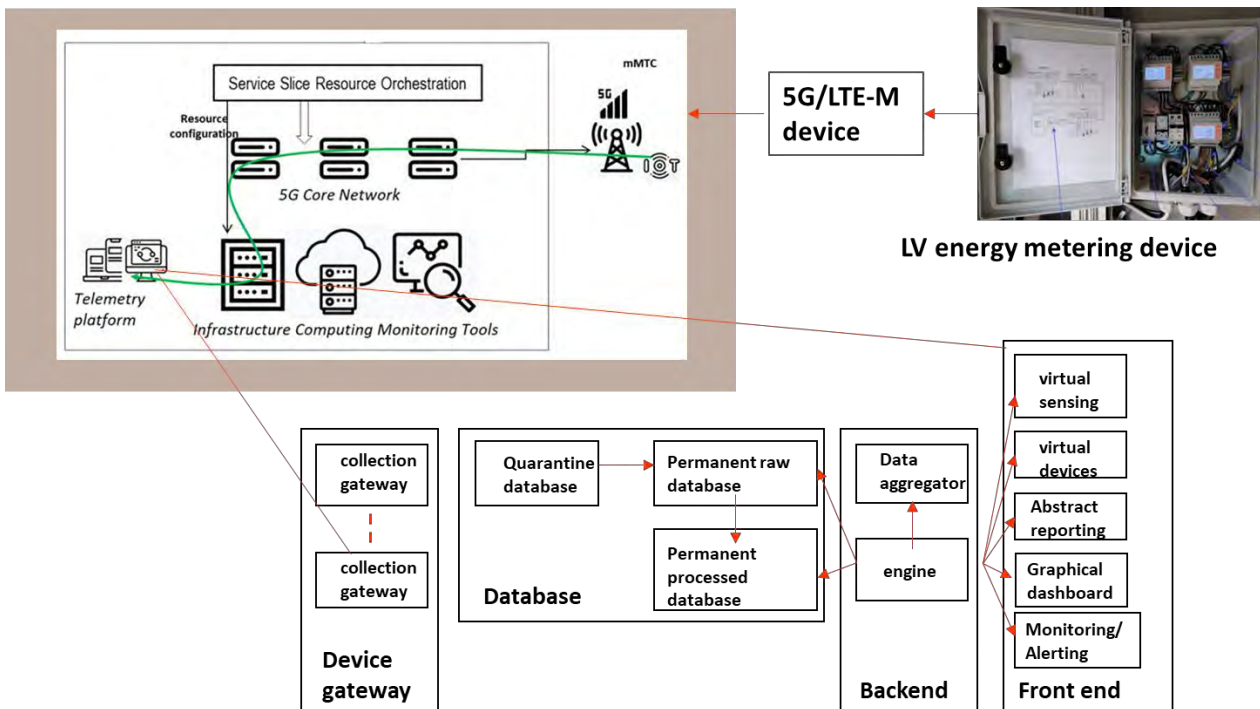 Service Slice Resource Orchestration
Resource
configuration
5G Core Network
mMTC
5G
IOT
Telemetry
platform
Infrastructure Computing Monitoring Tools
5G/LTE-M
device
LV energy metering device
collection
gateway
collection
gateway
Device
gateway
Quarantine
database
Permanent raw
database
Permanent
processed
database
Database
Data
aggregator
engine
Backend
virtual
sensing
virtual
devices
Abstract
reporting
Graphical
dashboard
Monitoring/
Alerting
Front end